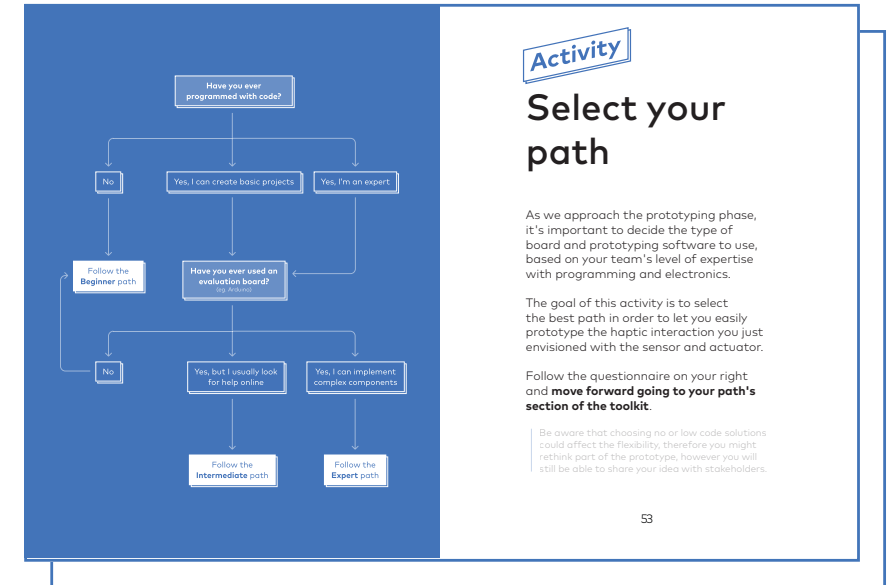 Have you ever
programmed with code?
No
Yes, I can create basic projects
Yes, I'm an expert
Follow the
Beginner path
Have you ever used an
evaluation board?
(eg. Arduino)
No
Yes, but I usually look
for help online
Yes, I can implement
complex components
Follow the
Intermediate path
Follow the
Expert path
Activity
Select your
path
As we approach the prototyping phase,
it's important to decide the type of
board and prototyping software to use,
based on your team's level of expertise
with programming and electronics.
The goal of this activity is to select
the best path in order to let you easily
prototype the haptic interaction you just
envisioned with the sensor and actuator.
Follow the questionnaire on your right
and move forward going to your path's
section of the toolkit.
Be aware that choosing no or low code solutions
could affect the flexibility, therefore you might
rethink part of the prototype, however you will
still be able to share your idea with stakeholders.
53